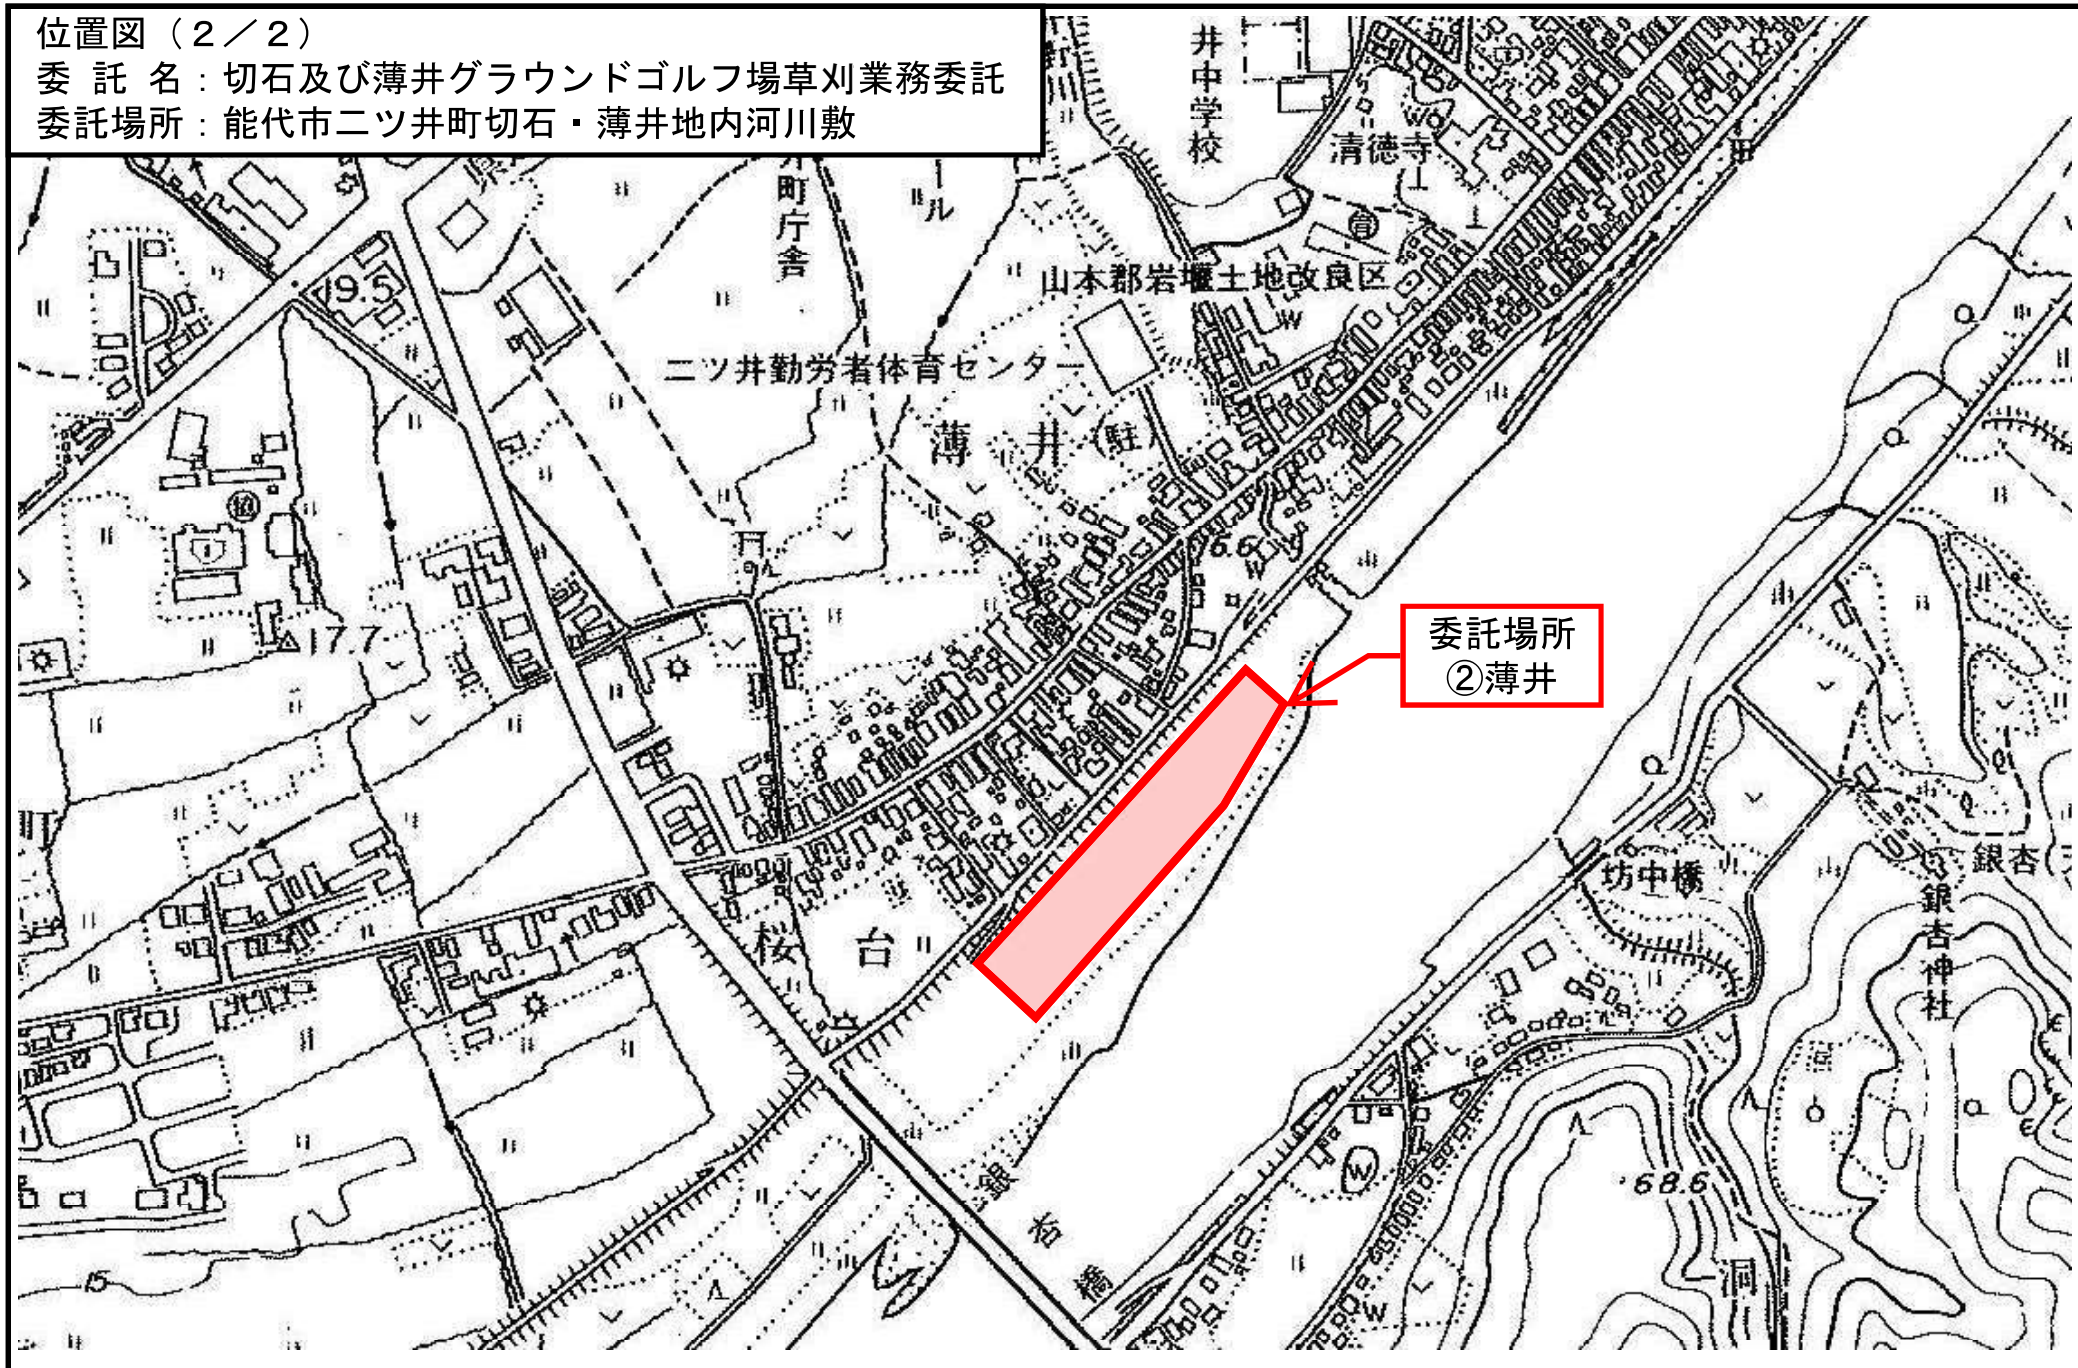 位置図（２／２）
委 託 名：切石及び薄井グラウンドゴルフ場草刈業務委託
委託場所：能代市二ツ井町切石・薄井地内河川敷
井中学校
清徳寺
町庁舎
山本郡岩堰土地改良区
19.5
二ツ井勤労者体育センター
薄井(駐)
協
16.6
17.7
委託場所
②薄井
町
桜台
坊中橋
銀杏
銀杏神社
68.6
銀杏橋
洞
15